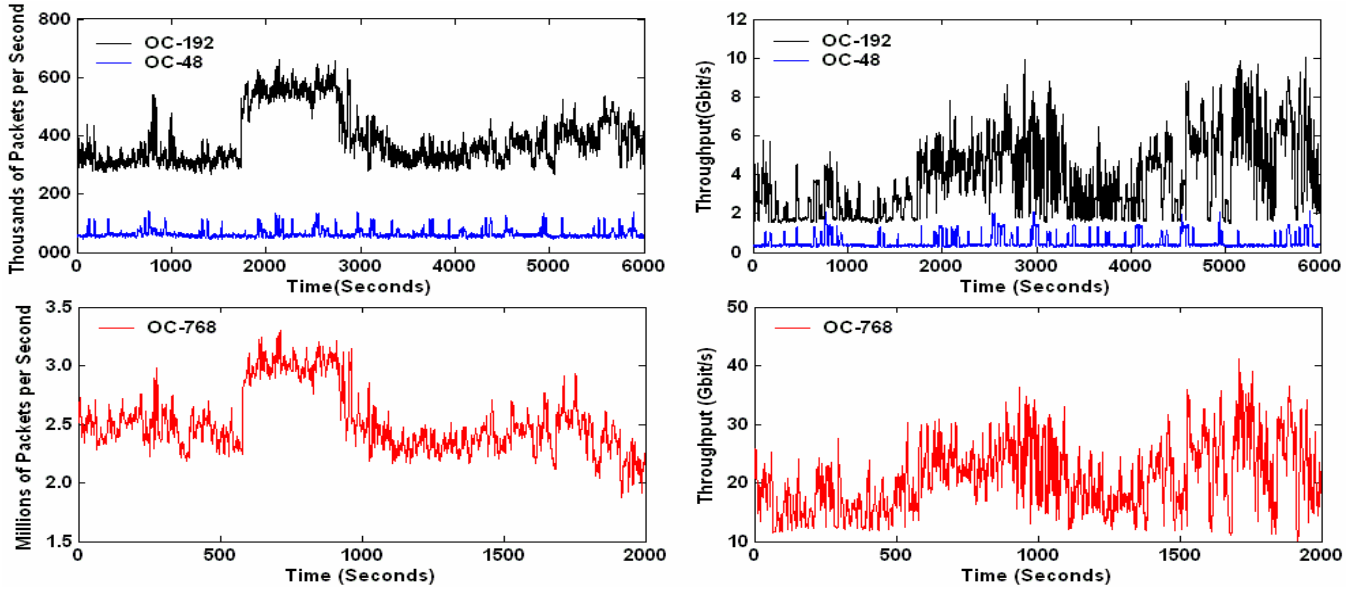 Thousands of Packets per Second
800
600
400
200
000
OC-192
OC-48
0 1000 2000 3000 4000 5000 6000
Time(Seconds)
Throughput(Gbit/s)
12
10
8
6
4
2
0
OC-192
OC-48
0 1000 2000 3000 4000 5000 6000
Time (Seconds)
Millions of Packets per Second
3.5
3.0
2.5
2.0
1.5
OC-768
0 500 1000 1500 2000
Time (Seconds)
Throughput (Gbit/s)
50
40
30
20
10
OC-768
0 500 1000 1500 2000
Time (Seconds)